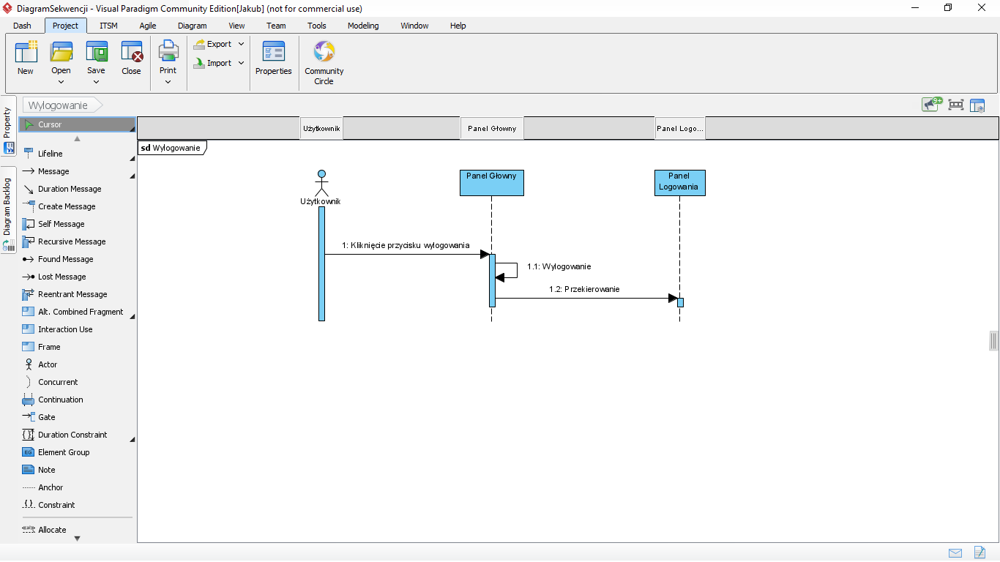 DiagramSekwencji - Visual Paradigm Community Edition[Jakub] (not for commercial use)
Dash Project ITSM Agile Diagram View Team Tools Modeling Window Help
New Open Save Close Print Export Import Properties Community
Circle
9+
Wylogowanie
Property
Diagram Backlog
Cursor
Lifeline
Message
Duration Message
Create Message
Self Message
Recursive Message
Found Message
Lost Message
Reentrant Message
Alt. Combined Fragment
Interaction Use
Frame
Actor
Concurrent
Continuation
Gate
Duration Constraint
EG Element Group
Note
Anchor
Constraint
Allocate
Użytkownik Panel Głowny Panel Logo...
sd Wylogowanie
Użytkownik
Panel Głowny
Panel
Logowania
1: Kliknięcie przycisku wylogowania
1.1: Wylogowanie
1.2: Przekierowanie